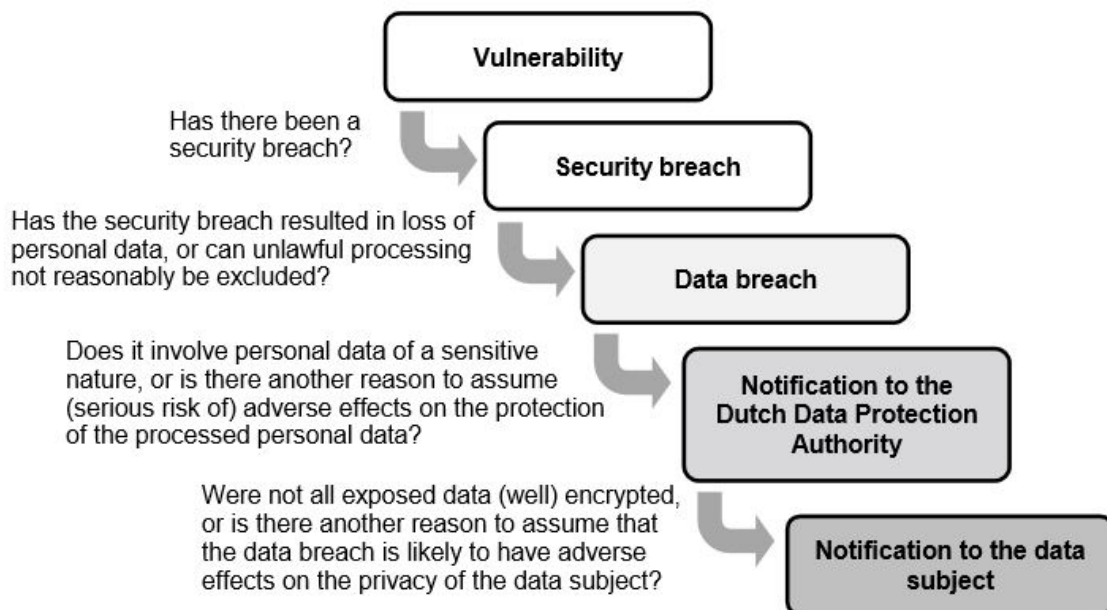 Vulnerability
Has there been a
security breach?
Security breach
Has the security breach resulted in loss of
personal data, or can unlawful processing
not reasonably be excluded?
Data breach
Does it involve personal data of a sensitive
nature, or is there another reason to assume
(serious risk of) adverse effects on the protection
of the processed personal data?
Notification to the
Dutch Data Protection
Authority
Were not all exposed data (well) encrypted,
or is there another reason to assume that
the data breach is likely to have adverse
effects on the privacy of the data subject?
Notification to the data
subject